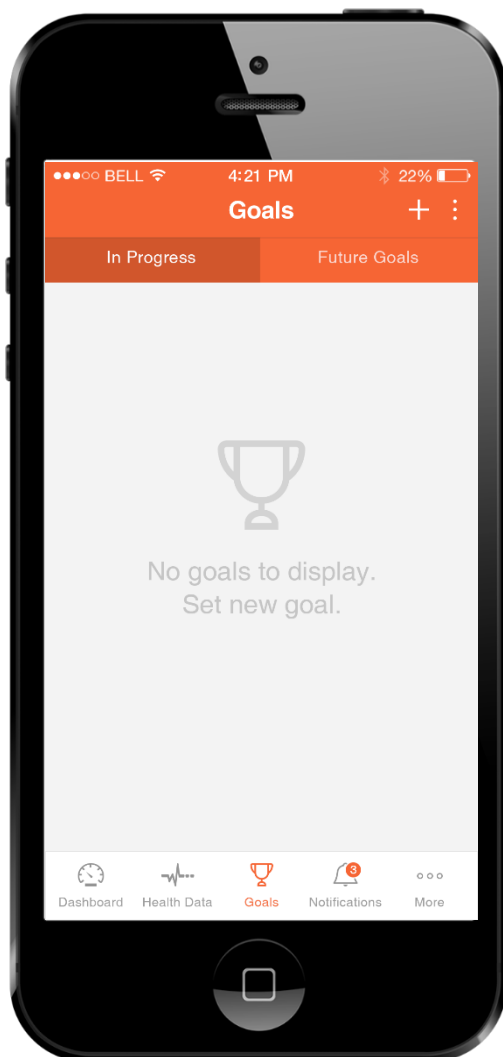 BELL 4:21 PM 22%
Goals
In Progress Future Goals
No goals to display.
Set new goal.
3
Dashboard Health Data Goals Notifications More